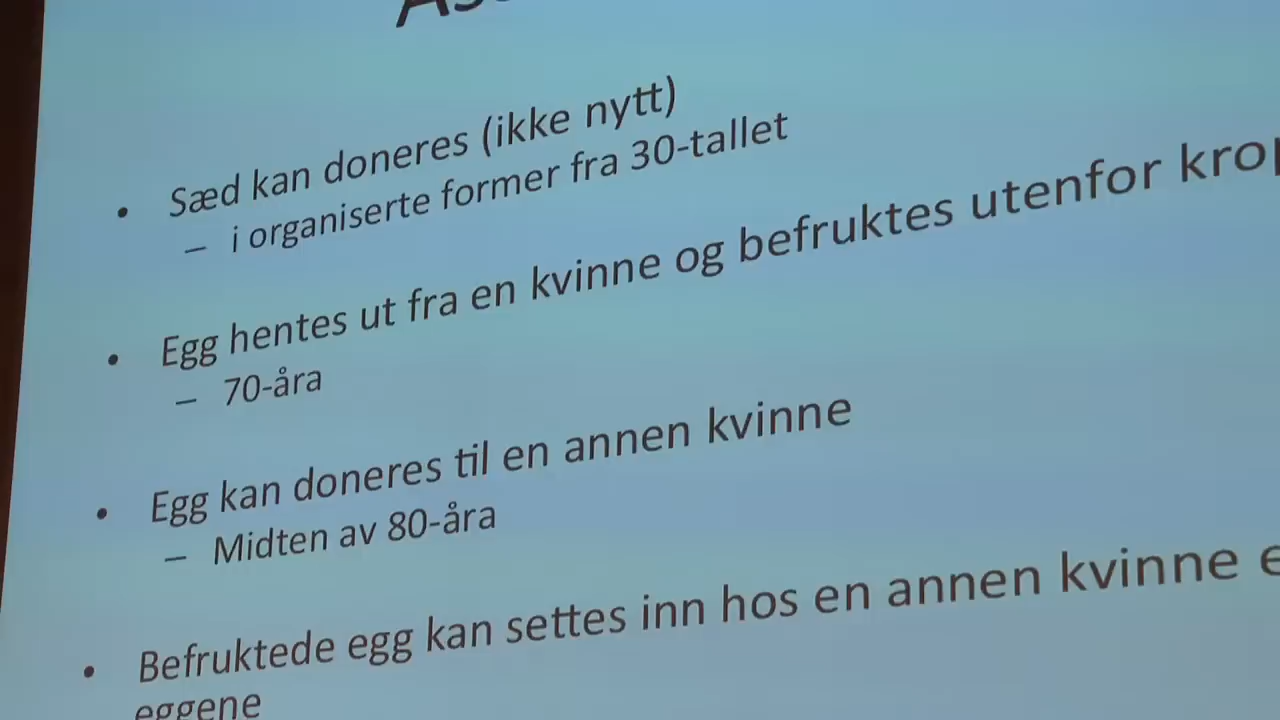 • Sæd kan doneres (ikke nytt)
– i organiserte former fra 30-tallet
• Egg hentes ut fra en kvinne og befruktes utenfor
– 70-åra
• Egg kan doneres til en annen kvinne
– Midten av 80-åra
• Befruktede egg kan settes inn hos en annen kvinne
eggene